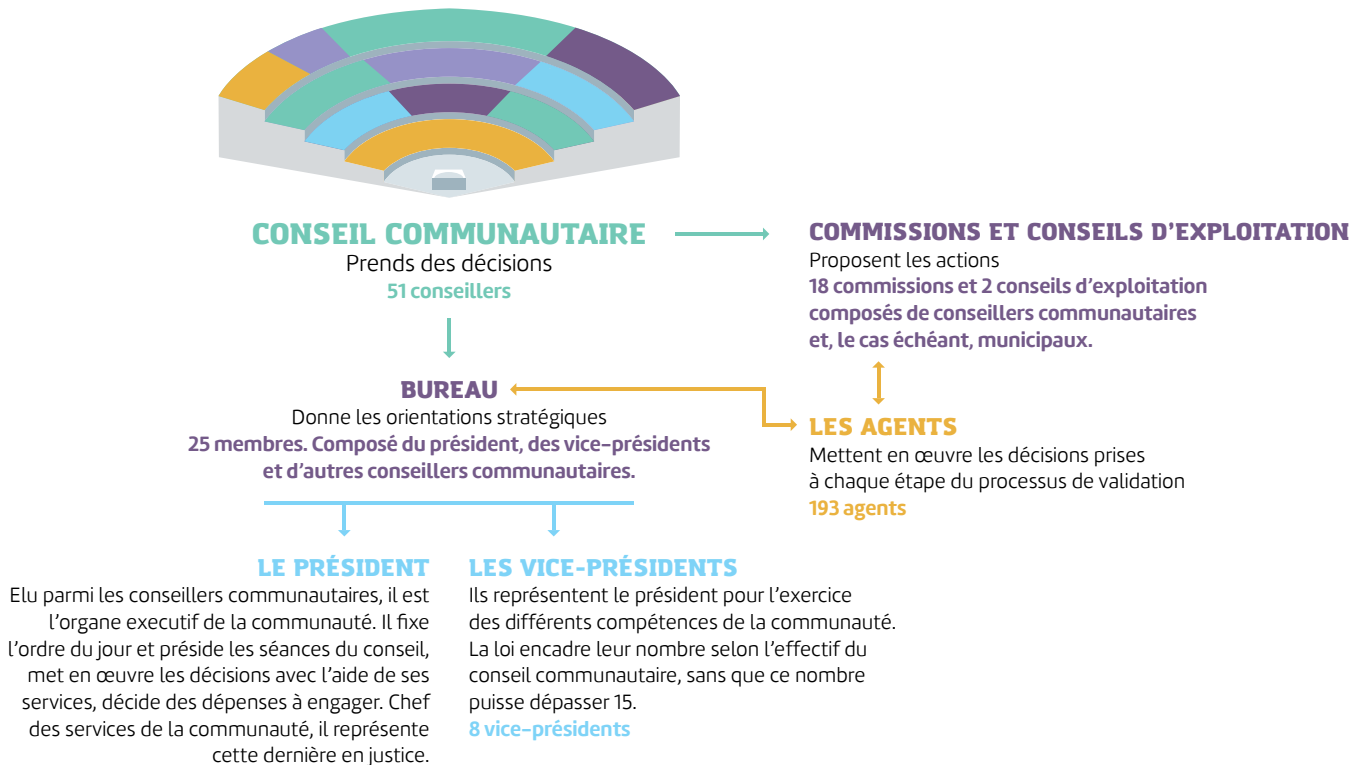 CONSEIL COMMUNAUTAIRE
Prends des décisions
51 conseillers
COMMISSIONS ET CONSEILS D'EXPLOITATION
Proposent les actions
18 commissions et 2 conseils d'exploitation
composés de conseillers communautaires
et, le cas échéant, municipaux.
BUREAU
Donne les orientations stratégiques
25 membres. Composé du président, des vice-présidents
et d'autres conseillers communautaires.
LES AGENTS
Mettent en œuvre les décisions prises
à chaque étape du processus de validation
193 agents
LE PRÉSIDENT
Elu parmi les conseillers communautaires, il est
l'organe executif de la communauté. Il fixe
l'ordre du jour et préside les séances du conseil,
met en œuvre les décisions avec l'aide de ses
services, décide des dépenses à engager. Chef
des services de la communauté, il représente
cette dernière en justice.
LES VICE-PRÉSIDENTS
Ils représentent le président pour l'exercice
des différents compétences de la communauté.
La loi encadre leur nombre selon l'effectif du
conseil communautaire, sans que ce nombre
puisse dépasser 15.
8 vice-présidents